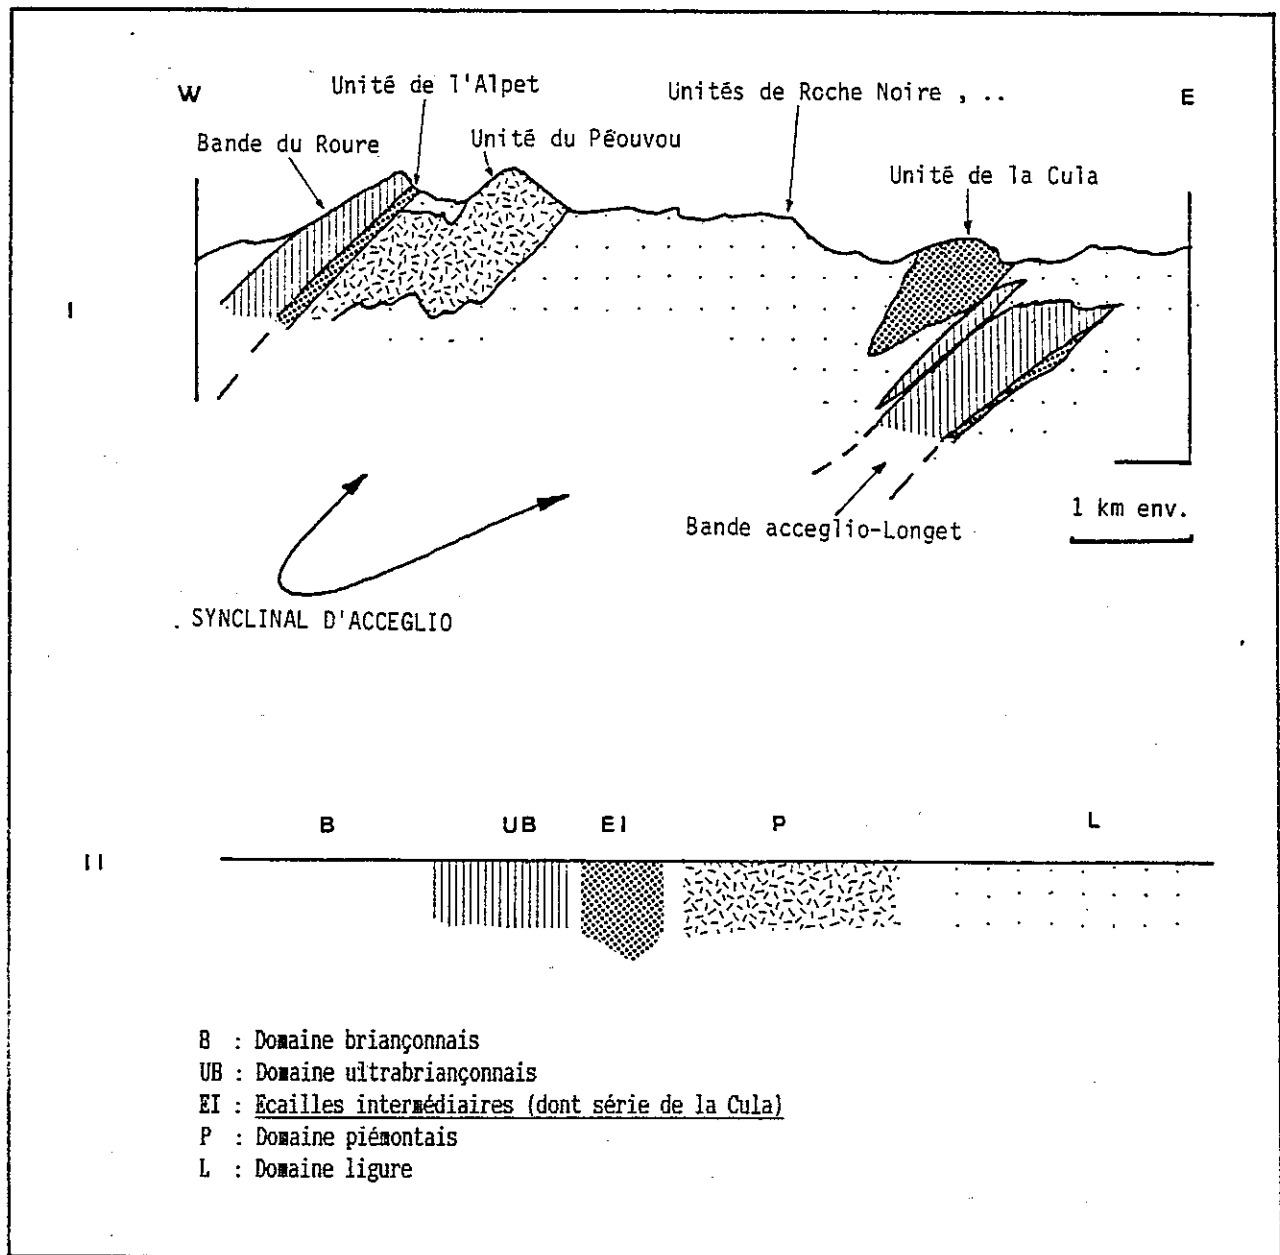 W
Unité de l'Alpet
Unités de Roche Noire , ..
E
Bande du Roure
Unité du Péouvou
Unité de la Cula
I
Bande acceglio-Longet
1 km env.
SYNCLINAL D'ACCEGLIO
B UB EI P L
II
B : Domaine briançonnais
UB : Domaine ultrabriançonnais
EI : Ecailles intermédiaires (dont série de la Cula)
P : Domaine piémontais
L : Domaine ligure